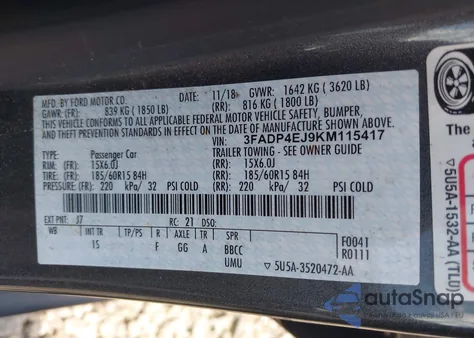 MFD. BY FORD MOTOR CO.
DATE: 11/18 GVWR: 1642 KG ( 3620 LB)
GAWR: (FR): 839 KG ( 1850 LB) (RR): 816 KG ( 1800 LB)
THIS VEHICLE CONFORMS TO ALL APPLICABLE FEDERAL MOTOR VEHICLE SAFETY, BUMPER,
AND THEFT PREVENTION STANDARDS IN EFFECT ON THE DATE OF MANUFACTURE SHOWN ABOVE.
VIN: 3FADP4EJ9KM115417
TYPE: Passenger Car TRAILER TOWING - SEE OWNER GUIDE
RIM: (FR): 15X6.0J (RR): 15X6.0J
TIRE: (FR): 185/60R15 84H (RR): 185/60R15 84H
PRESSURE: (FR): 220 kPa/ 32 PSI COLD (RR): 220 kPa/ 32 PSI COLD
EXT PNT: J7 RC: 21 DSO:
WB INT TP/PS R AXLE TR SPR
IS F GG A BBCC
UMU
F0041
R0111
▽ 5U5A-3520472-AA
▽ 5U5A-1532-AA (TLU)
autoSnap